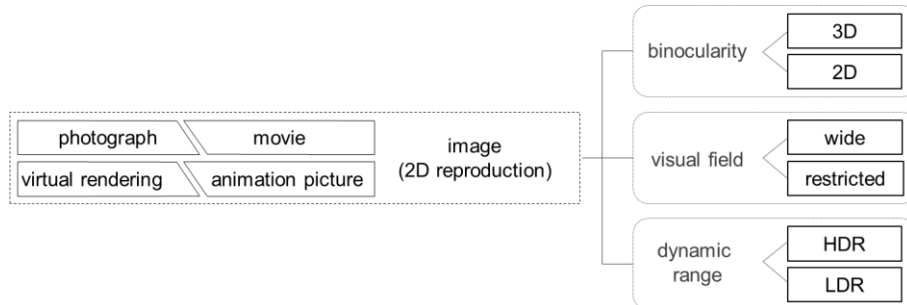 photograph
movie
virtual rendering
animation picture
image
(2D reproduction)
binocularity
3D
2D
visual field
wide
restricted
dynamic
range
HDR
LDR